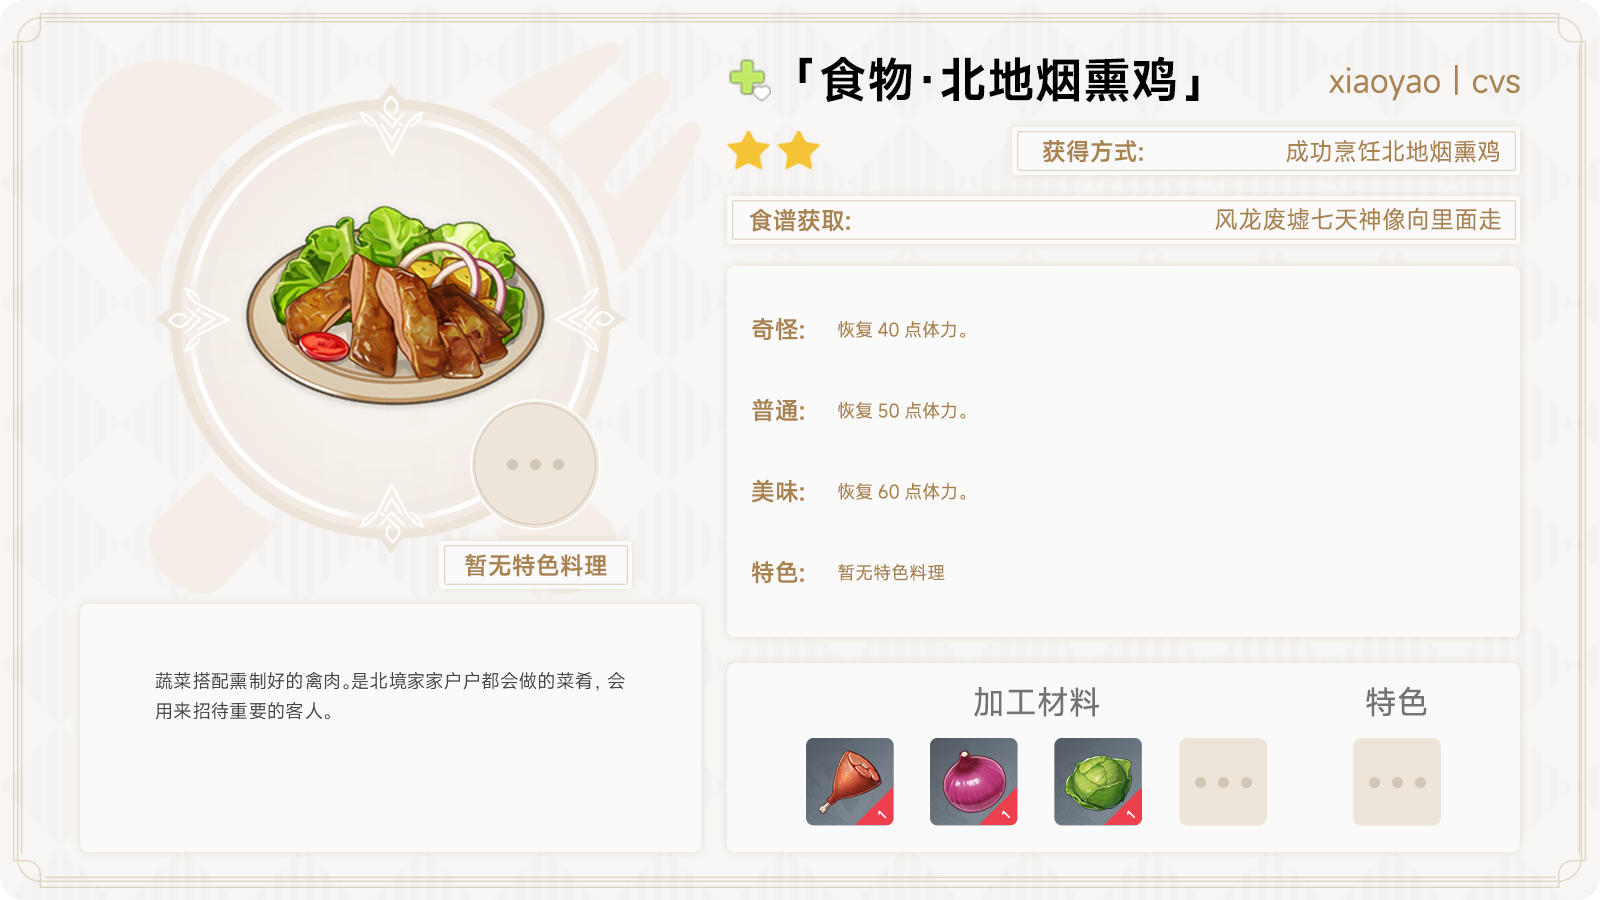 「食物·北地烟熏鸡」
xiaoyao | cvs
获得方式: 成功烹饪北地烟熏鸡
食谱获取: 风龙废墟七天神像向里面走
奇怪: 恢复 40 点体力。
普通: 恢复 50 点体力。
美味: 恢复 60 点体力。
特色: 暂无特色料理
暂无特色料理
蔬菜搭配熏制好的禽肉。是北境家家户户都会做的菜肴，会
用来招待重要的客人。
加工材料 特色
1 1 1